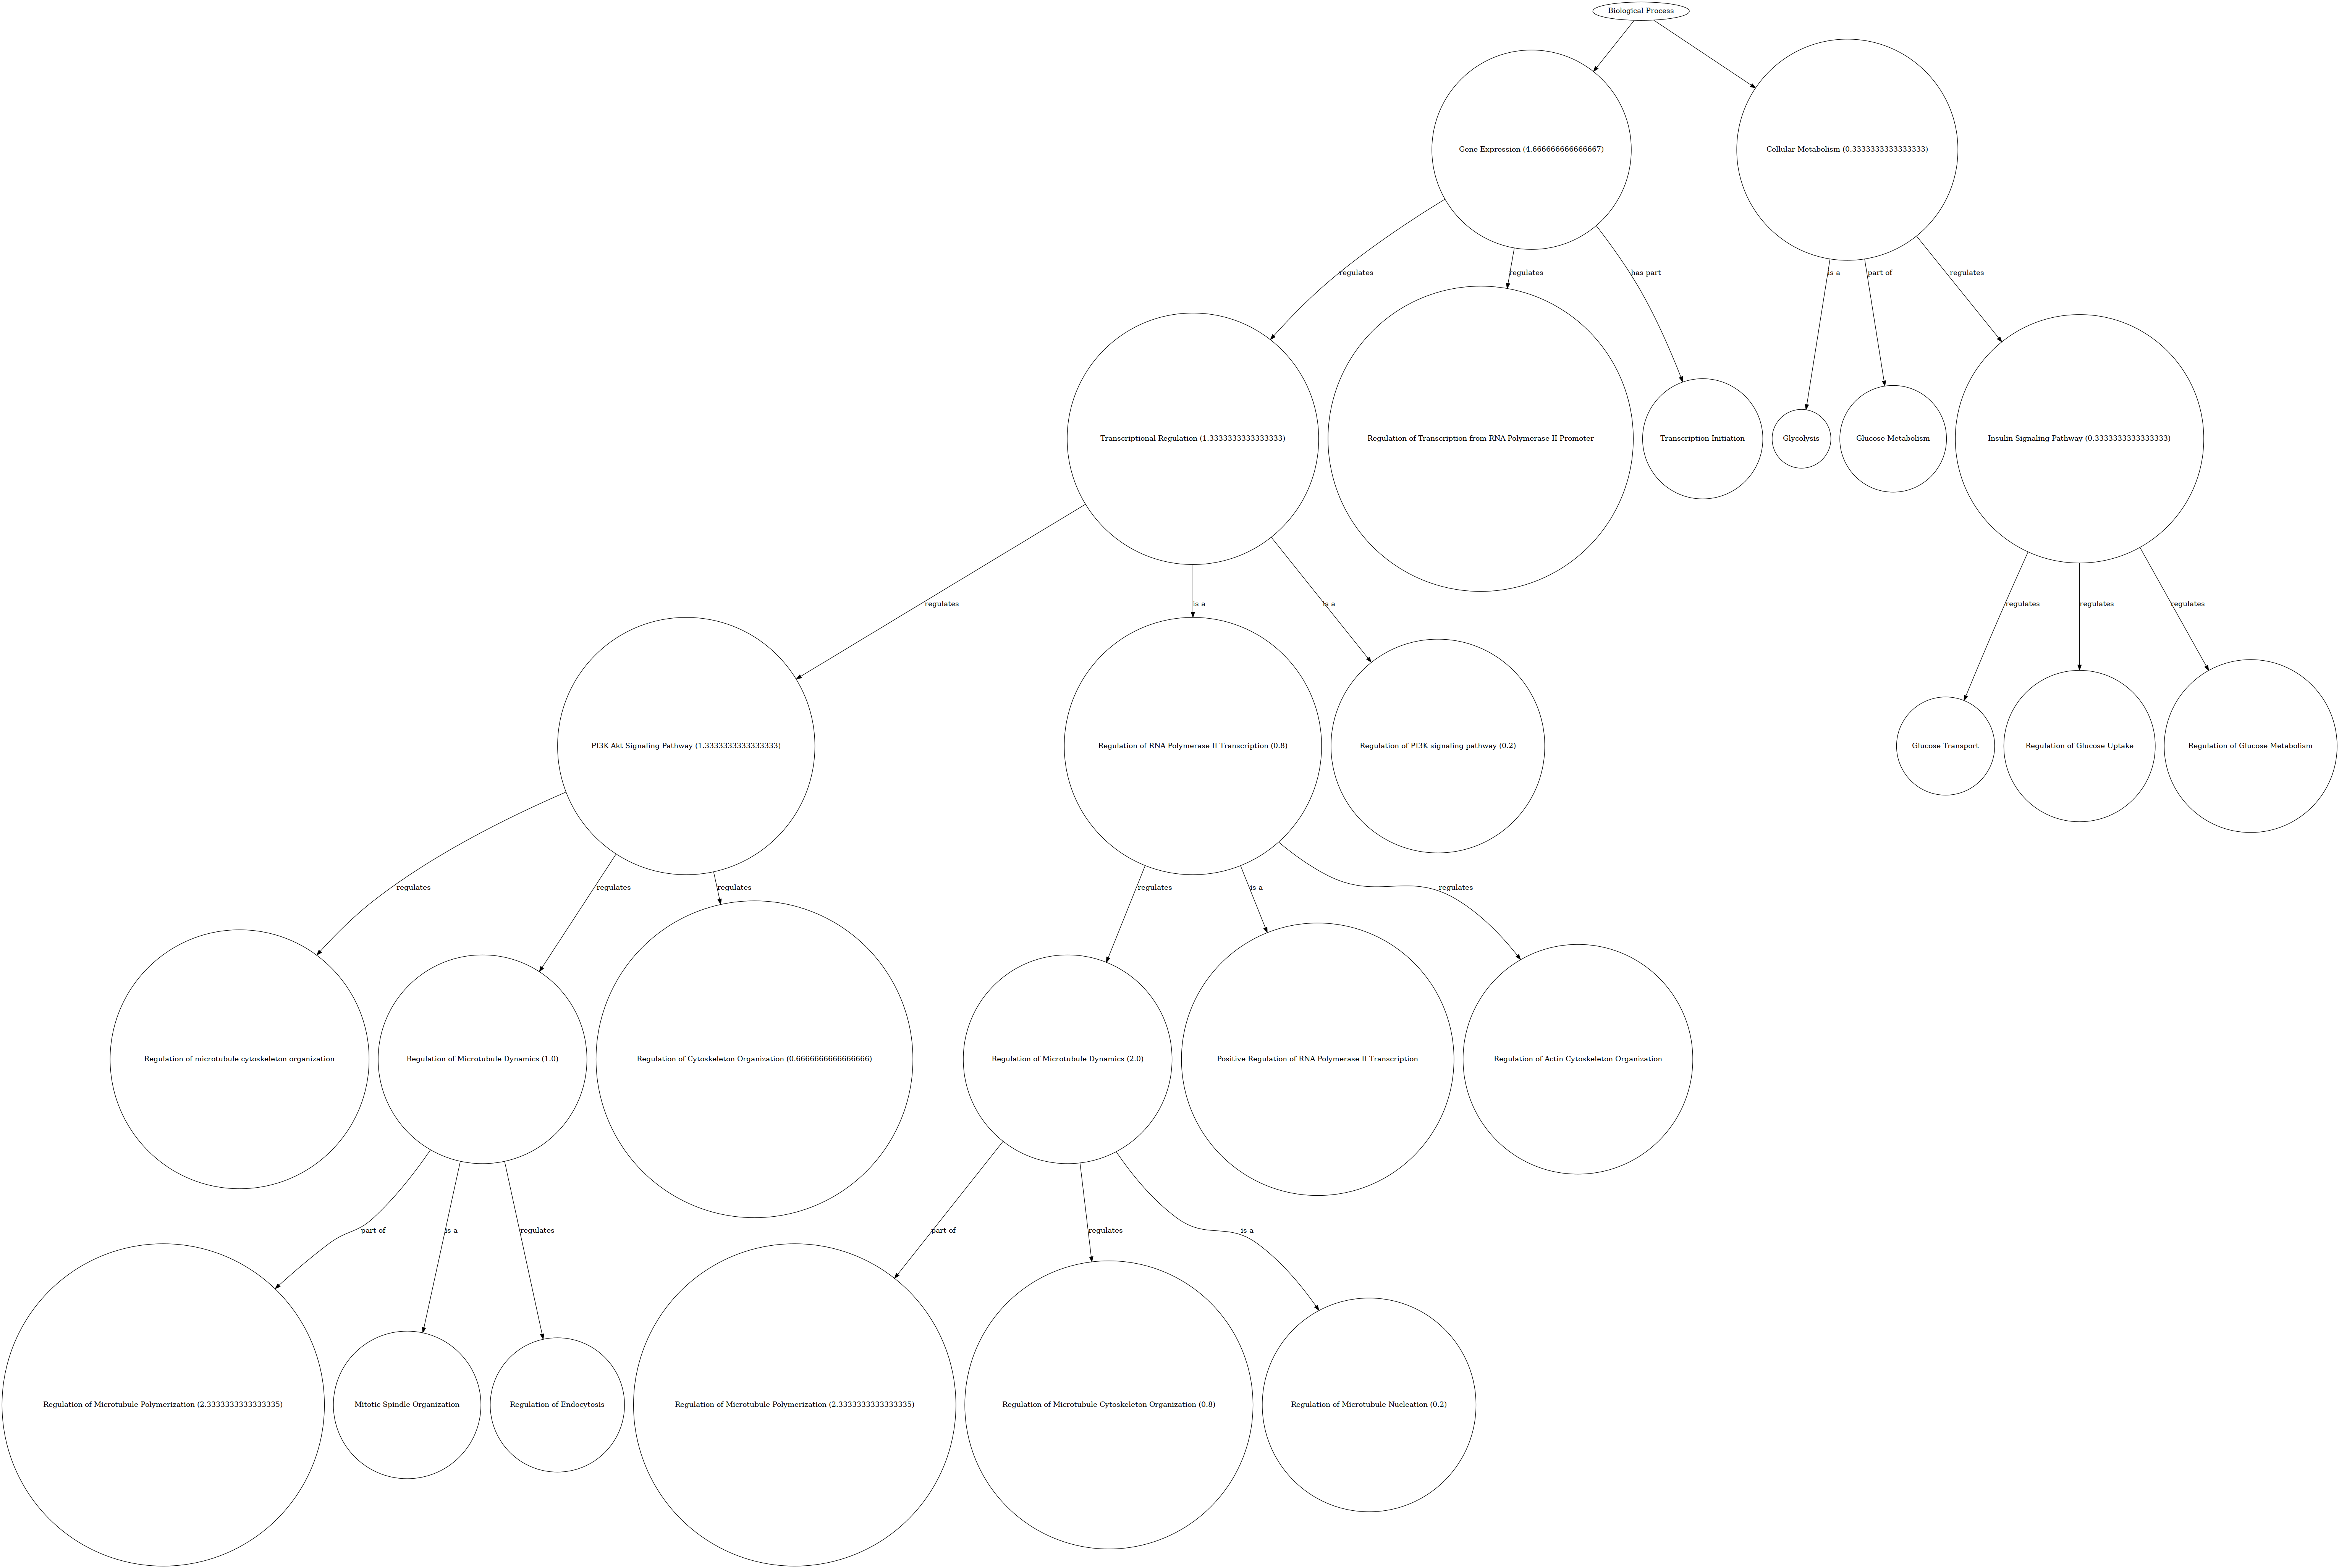 Biological Process
Gene Expression (4.666666666666667)
Cellular Metabolism (0.3333333333333333)
regulates
regulates
has part
is a
part of
regulates
Transcriptional Regulation (1.3333333333333333)
Regulation of Transcription from RNA Polymerase II Promoter
Transcription Initiation
Glycolysis
Glucose Metabolism
Insulin Signaling Pathway (0.3333333333333333)
regulates
is a
is a
regulates
regulates
regulates
PI3K-Akt Signaling Pathway (1.3333333333333333)
Regulation of RNA Polymerase II Transcription (0.8)
Regulation of PI3K signaling pathway (0.2)
Glucose Transport
Regulation of Glucose Uptake
Regulation of Glucose Metabolism
regulates
regulates
regulates
regulates
is a
regulates
Regulation of microtubule cytoskeleton organization
Regulation of Microtubule Dynamics (1.0)
Regulation of Cytoskeleton Organization (0.6666666666666666)
Regulation of Microtubule Dynamics (2.0)
Positive Regulation of RNA Polymerase II Transcription
Regulation of Actin Cytoskeleton Organization
part of
is a
regulates
part of
regulates
is a
Regulation of Microtubule Polymerization (2.3333333333333335)
Mitotic Spindle Organization
Regulation of Endocytosis
Regulation of Microtubule Polymerization (2.3333333333333335)
Regulation of Microtubule Cytoskeleton Organization (0.8)
Regulation of Microtubule Nucleation (0.2)